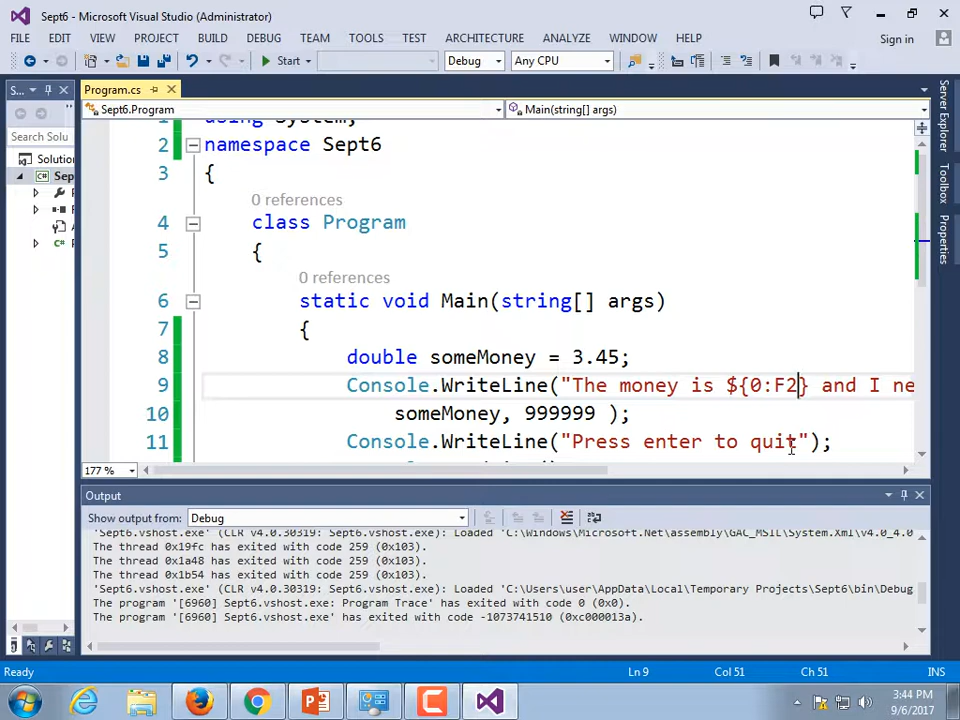 Sept6 - Microsoft Visual Studio (Administrator)
FILE EDIT VIEW PROJECT BUILD DEBUG TEAM TOOLS TEST ARCHITECTURE ANALYZE WINDOW HELP Sign in
Start Debug Any CPU
S... Program.cs
Sept6.Program Main(string[] args)
Search Solu
Solution
Sep
Server Explorer
Toolbox
Properties
1 using System;
2 namespace Sept6
3 {
0 references
4 class Program
5 {
0 references
6 static void Main(string[] args)
7 {
8 double someMoney = 3.45;
9 Console.WriteLine("The money is ${0:F2} and I ne
10 someMoney, 999999 );
11 Console.WriteLine("Press enter to quit");
177 %
Output
Show output from: Debug
'Sept6.vshost.exe' (CLR v4.0.30319: Sept6.vshost.exe): Loaded 'C:\Windows\Microsoft.Net\assembly\GAC_MSIL\System.Xml\v4.0_4.0
The thread 0x19fc has exited with code 259 (0x103).
The thread 0x1a48 has exited with code 259 (0x103).
The thread 0x1b54 has exited with code 259 (0x103).
'Sept6.vshost.exe' (CLR v4.0.30319: Sept6.vshost.exe): Loaded 'C:\Users\user\AppData\Local\Temporary Projects\Sept6\bin\Debug
The program '[6960] Sept6.vshost.exe: Program Trace' has exited with code 0 (0x0).
The program '[6960] Sept6.vshost.exe' has exited with code -1073741510 (0xc000013a).
Ready Ln 9 Col 51 Ch 51 INS
3:44 PM
9/6/2017